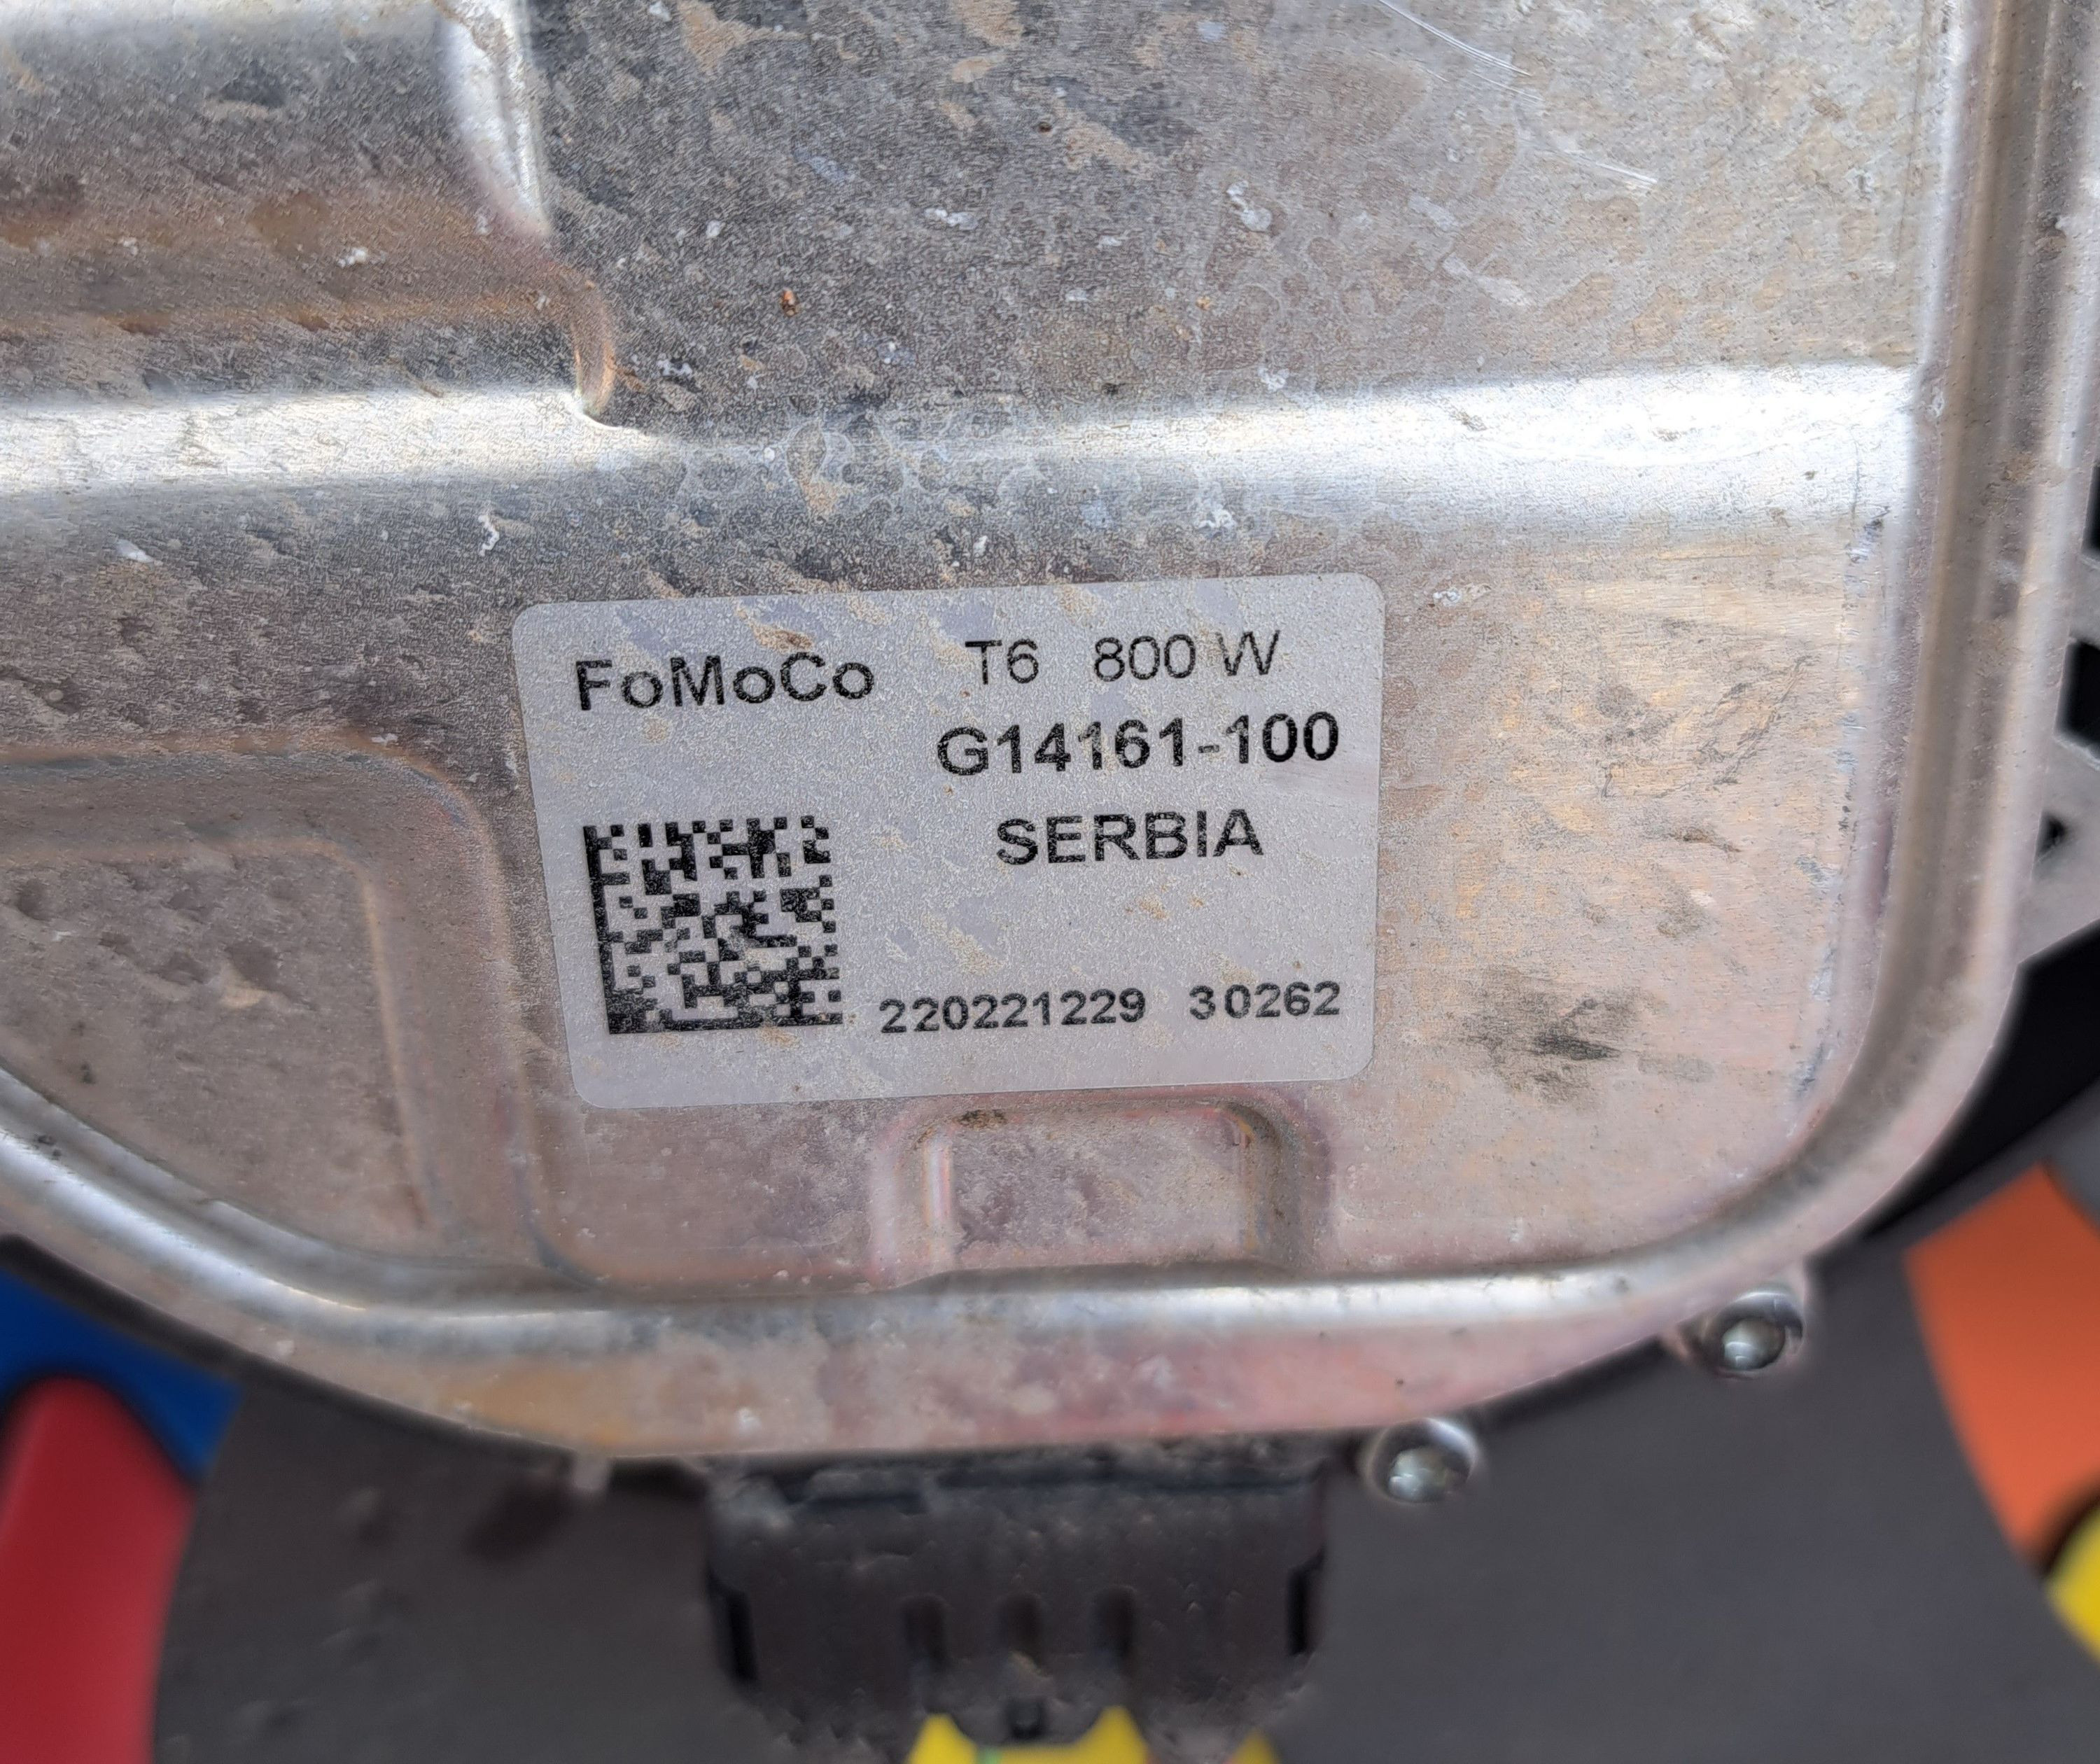 FoMoCo T6 800 W
G14161-100
SERBIA
220221229 30262